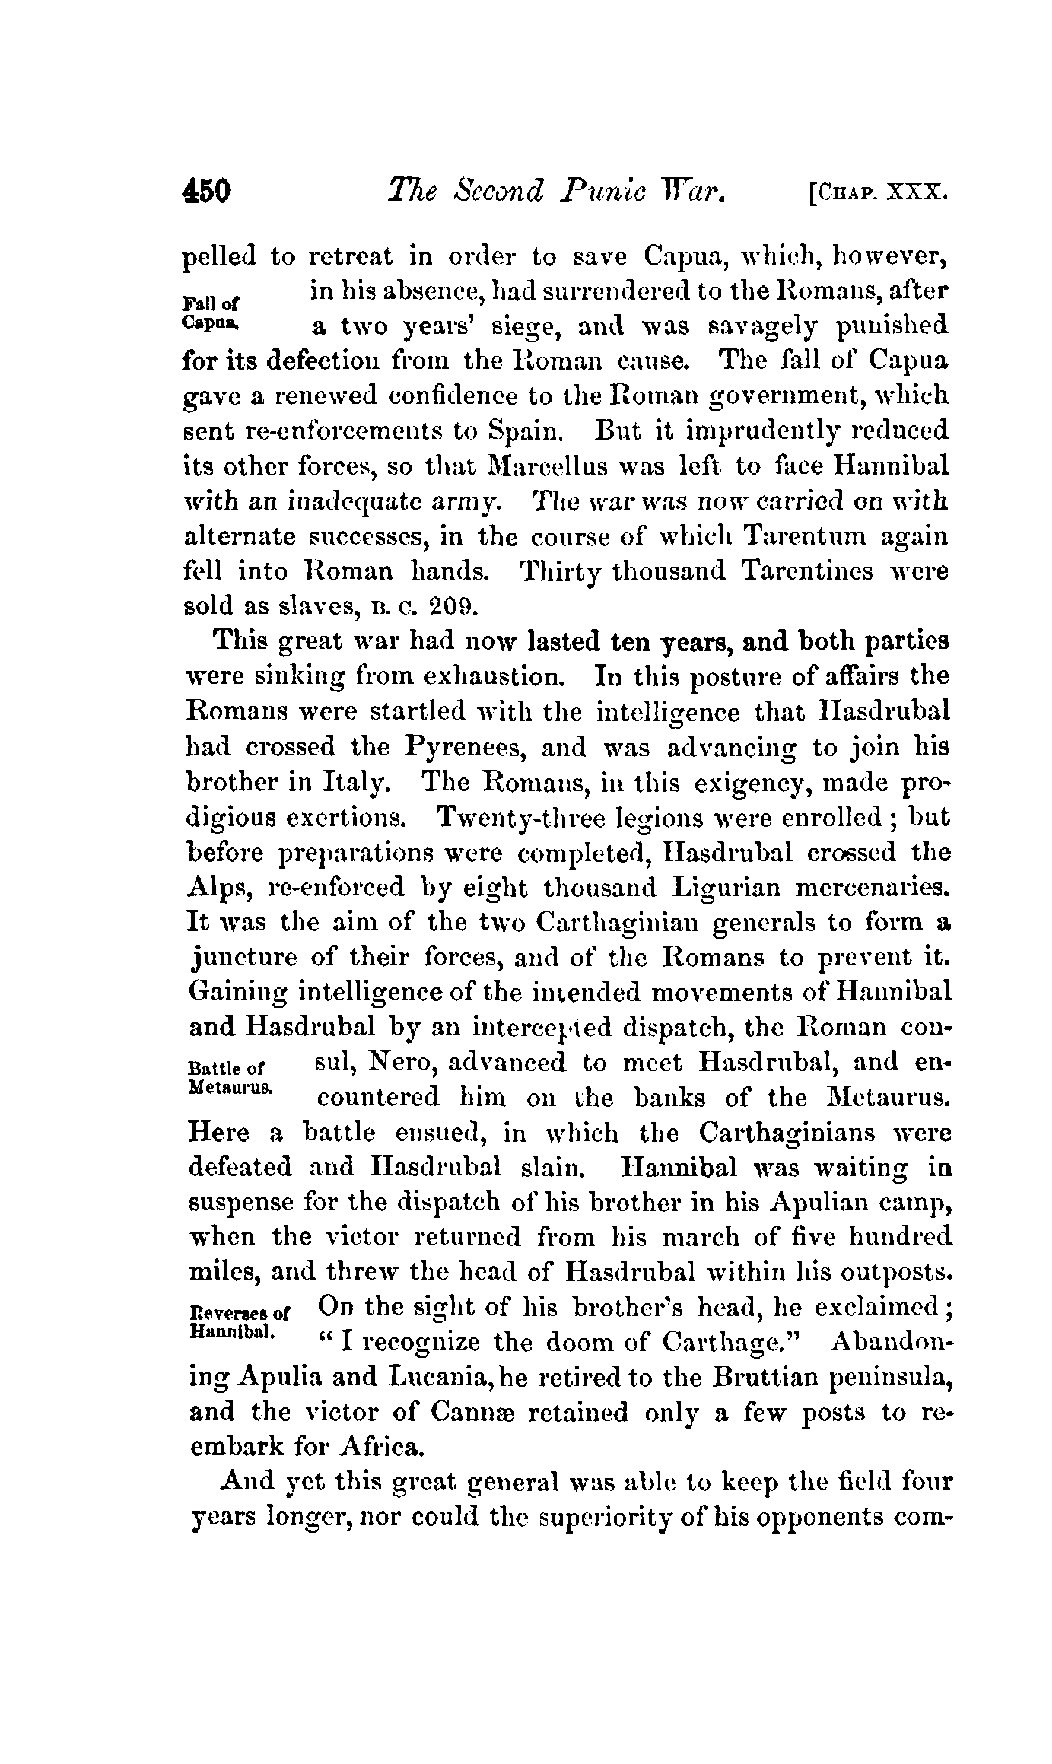 450 The Second Punic War. [CHAP. XXX.
pelled to retreat in order to save Capua, which, however,
Fall of
Capua.
in his absence, had surrendered to the Romans, after
a two years' siege, and was savagely punished
for its defection from the Roman cause. The fall of Capua
gave a renewed confidence to the Roman government, which
sent re-enforcements to Spain. But it imprudently reduced
its other forces, so that Marcellus was left to face Hannibal
with an inadequate army. The war was now carried on with
alternate successes, in the course of which Tarentum again
fell into Roman hands. Thirty thousand Tarentines were
sold as slaves, B. C. 209.
This great war had now lasted ten years, and both parties
were sinking from exhaustion. In this posture of affairs the
Romans were startled with the intelligence that Hasdrubal
had crossed the Pyrenees, and was advancing to join his
brother in Italy. The Romans, in this exigency, made pro-
digious exertions. Twenty-three legions were enrolled; but
before preparations were completed, Hasdrubal crossed the
Alps, re-enforced by eight thousand Ligurian mercenaries.
It was the aim of the two Carthaginian generals to form a
juncture of their forces, and of the Romans to prevent it.
Gaining intelligence of the intended movements of Hannibal
and Hasdrubal by an intercepted dispatch, the Roman con-
Battle of
Metaurus.
sul, Nero, advanced to meet Hasdrubal, and en-
countered him on the banks of the Metaurus.
Here a battle ensued, in which the Carthaginians were
defeated and Hasdrubal slain. Hannibal was waiting in
suspense for the dispatch of his brother in his Apulian camp,
when the victor returned from his march of five hundred
miles, and threw the head of Hasdrubal within his outposts.
Reverses of
Hannibal.
On the sight of his brother's head, he exclaimed;
"I recognize the doom of Carthage." Abandon-
ing Apulia and Lucania, he retired to the Bruttian peninsula,
and the victor of Cannæ retained only a few posts to re-
embark for Africa.
And yet this great general was able to keep the field four
years longer, nor could the superiority of his opponents com-